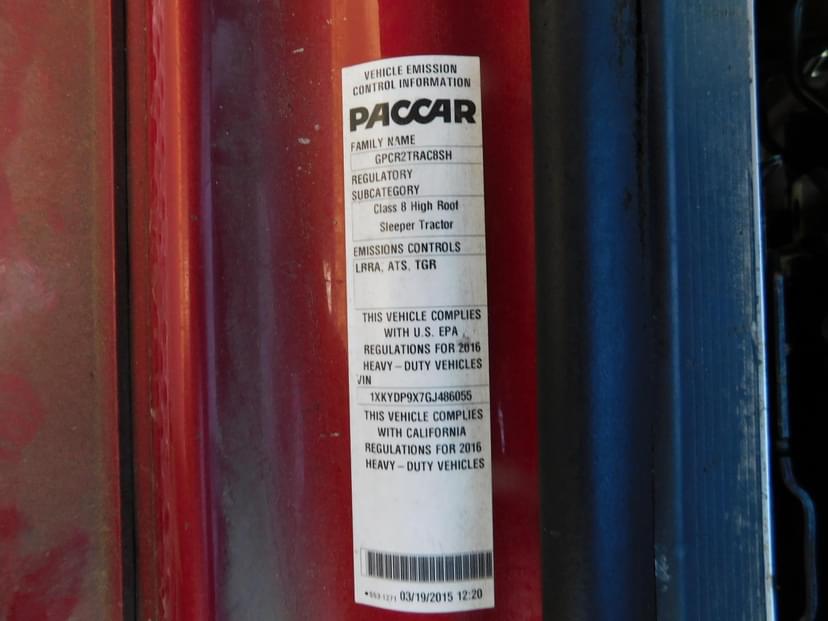 VEHICLE EMISSION
CONTROL INFORMATION
PACCAR
FAMILY NAME
GPCR2TRAC8SH
REGULATORY
SUBCATEGORY
Class 8 High Roof
Sleeper Tractor
EMISSIONS CONTROLS
LRRA, ATS, TGR
THIS VEHICLE COMPLIES
WITH U.S. EPA
REGULATIONS FOR 2016
HEAVY-DUTY VEHICLES
VIN
1XKYDP9X7GJ486055
THIS VEHICLE COMPLIES
WITH CALIFORNIA
REGULATIONS FOR 2016
HEAVY-DUTY VEHICLES
03/19/2015 12:20